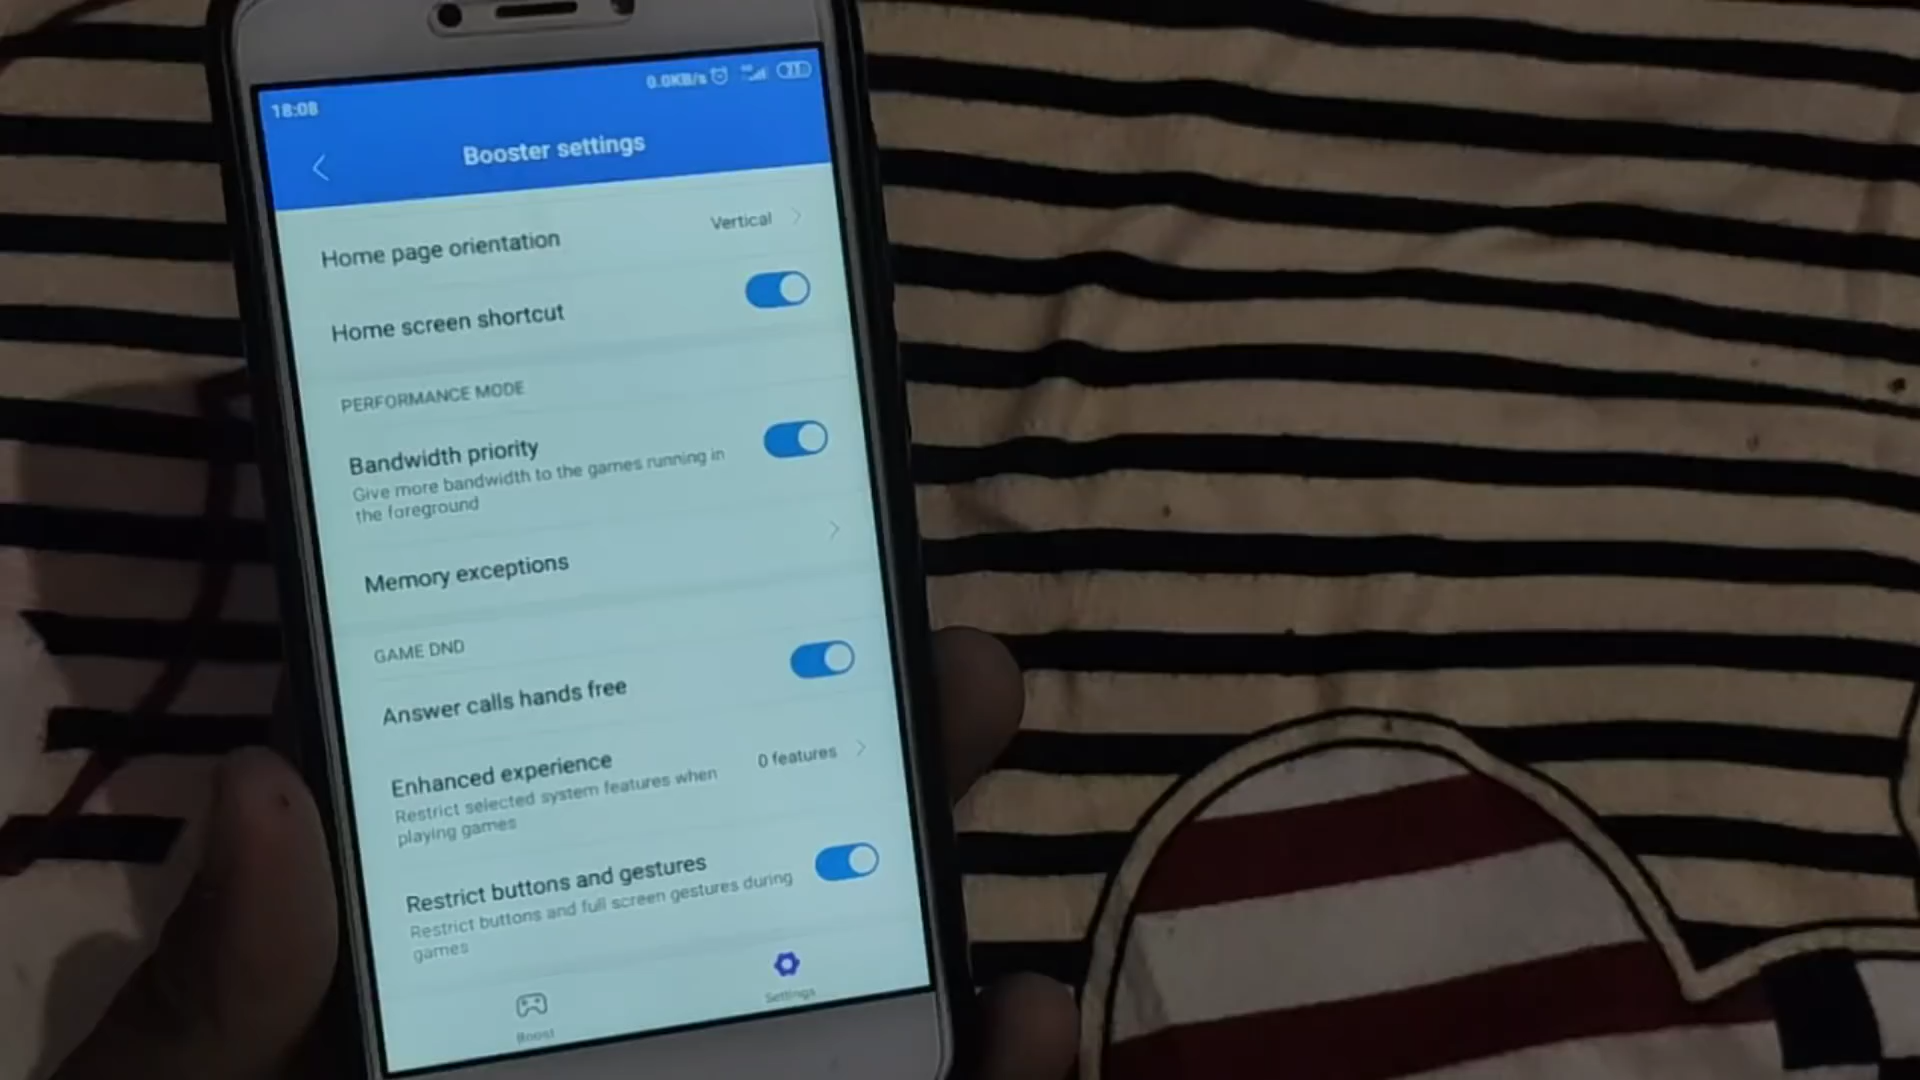 18:08
0.0KB/s
Booster settings
Home page orientation
Vertical
Home screen shortcut
PERFORMANCE MODE
Bandwidth priority
Give more bandwidth to the games running in
the foreground
Memory exceptions
GAME DND
Answer calls hands free
Enhanced experience
0 features
Restrict selected system features when
playing games
Restrict buttons and gestures
Restrict buttons and full screen gestures during
games
Boost
Settings